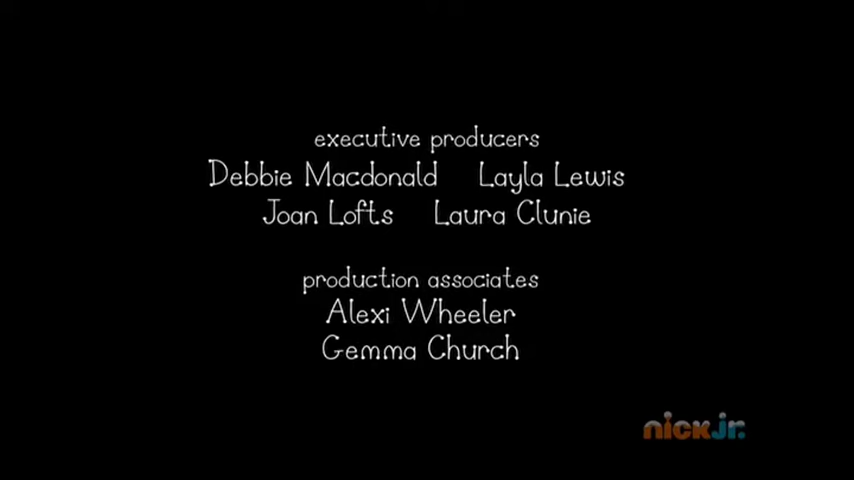 executive producers
Debbie Macdonald Layla Lewis
Joan Lofts Laura Clunie
production associates
Alexi Wheeler
Gemma Church
nick jr.